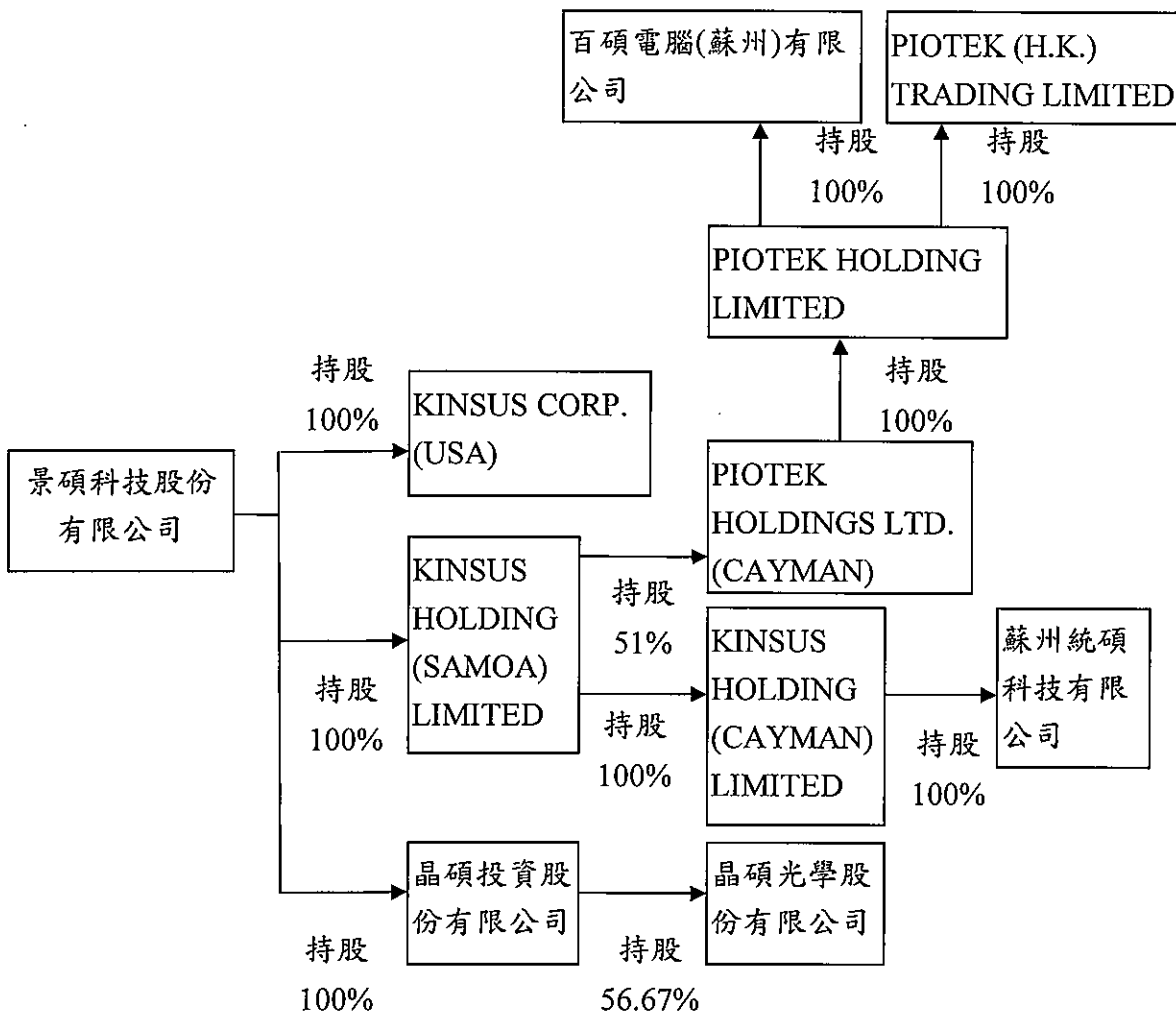 百碩電腦(蘇州)有限
公司
PIOTEK (H.K.)
TRADING LIMITED
持股
100%
持股
100%
PIOTEK HOLDING
LIMITED
持股
100%
持股
100%
KINSUS CORP.
(USA)
景碩科技股份
有限公司
PIOTEK
HOLDINGS LTD.
(CAYMAN)
KINSUS
HOLDING
(SAMOA)
LIMITED
持股
51%
持股
100%
持股
100%
KINSUS
HOLDING
(CAYMAN)
LIMITED
持股
100%
蘇州統碩
科技有限
公司
晶碩投資股
份有限公司
晶碩光學股
份有限公司
持股
100%
持股
56.67%